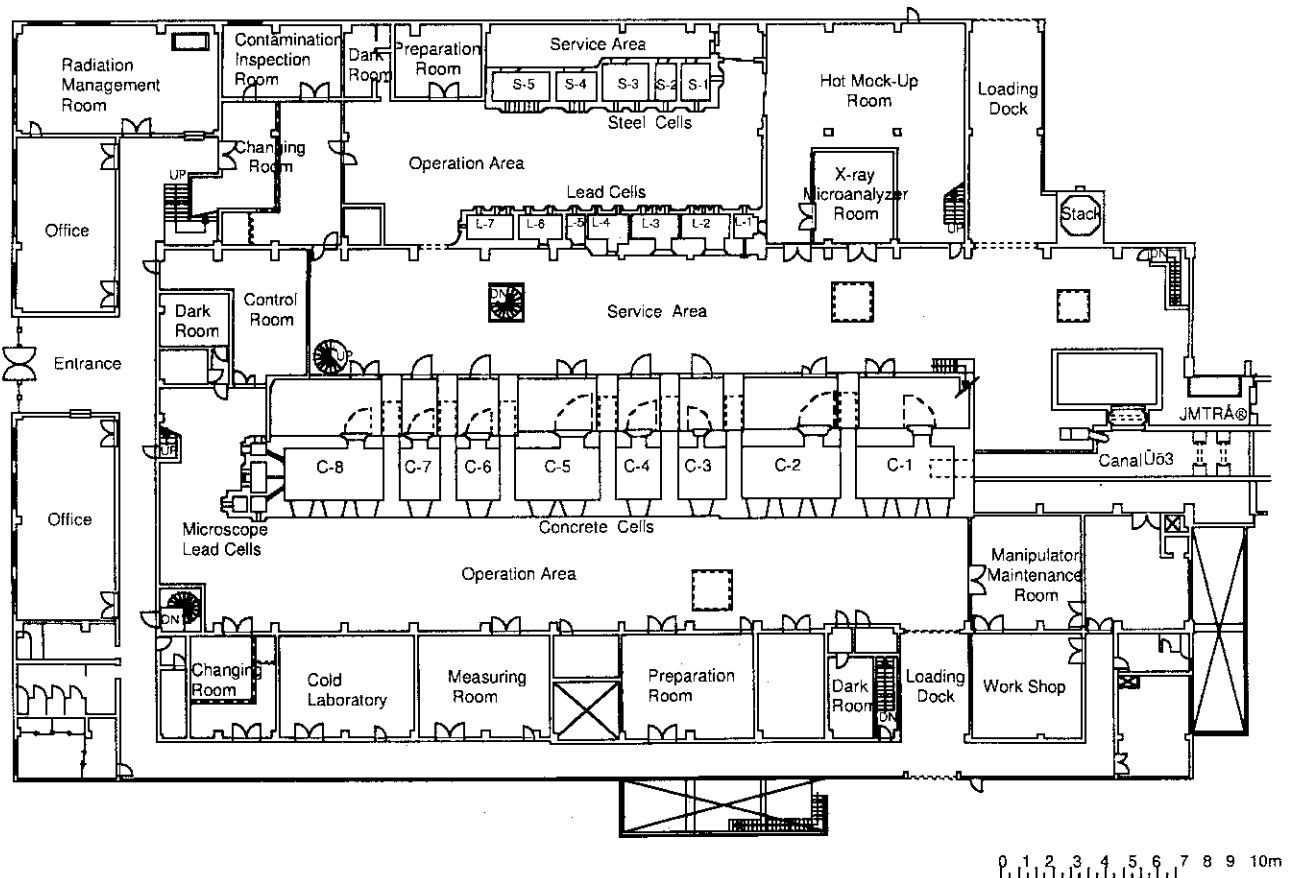 Radiation
Management
Room
Contamination
Inspection
Room
Dark
Room
Preparation
Room
Service Area
S-5
S-4
S-3
S-2
S-1
Steel Cells
Hot Mock-Up
Room
Loading
Dock
Changing
Room
UP
Operation Area
Lead Cells
L-7
L-6
L-5
L-4
L-3
L-2
L-1
X-ray
Microanalyzer
Room
UP
Stack
Office
Dark
Room
Control
Room
DN
Service Area
DN
UP
Entrance
JMTRÅ®
C-8
C-7
C-6
C-5
C-4
C-3
C-2
C-1
CanalÜö3
UP
Office
Microscope
Lead Cells
Concrete Cells
Operation Area
Manipulator
Maintenance
Room
DN
Changing
Room
Cold
Laboratory
Measuring
Room
Preparation
Room
Dark
Room
DN
Loading
Dock
Work Shop
0 1 2 3 4 5 6 7 8 9 10m